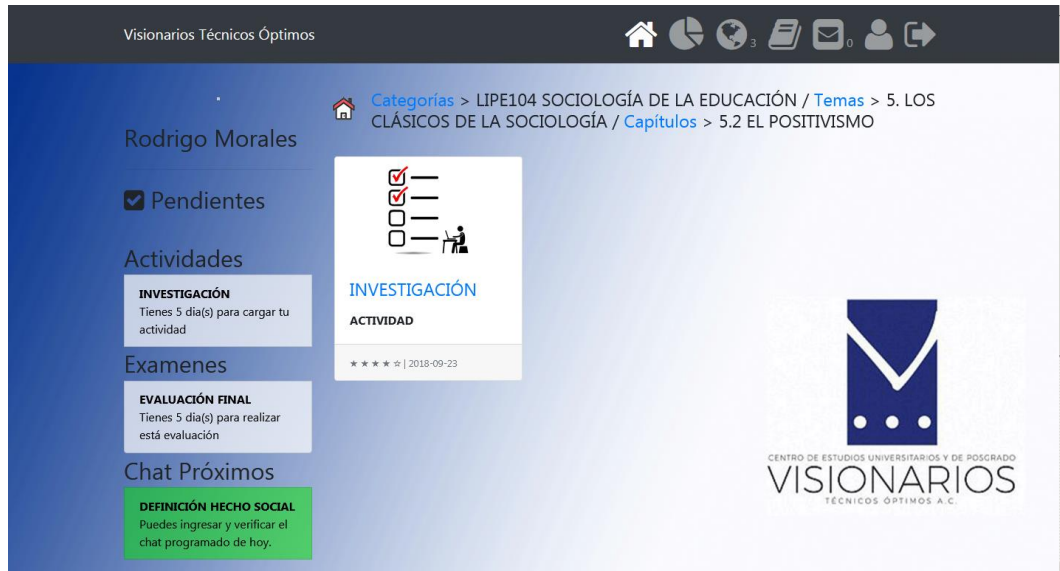 Visionarios Técnicos Óptimos
3
0
Categorías > LIPE104 SOCIOLOGÍA DE LA EDUCACIÓN / Temas > 5. LOS
CLÁSICOS DE LA SOCIOLOGÍA / Capítulos > 5.2 EL POSITIVISMO
Rodrigo Morales
Pendientes
Actividades
INVESTIGACIÓN
Tienes 5 dia(s) para cargar tu
actividad
Examenes
EVALUACIÓN FINAL
Tienes 5 dia(s) para realizar
está evaluación
Chat Próximos
DEFINICIÓN HECHO SOCIAL
Puedes ingresar y verificar el
chat programado de hoy.
INVESTIGACIÓN
ACTIVIDAD
★ ★ ★ ★ ☆ | 2018-09-23
CENTRO DE ESTUDIOS UNIVERSITARIOS Y DE POSGRADO
VISIONARIOS
TÉCNICOS ÓPTIMOS A.C.